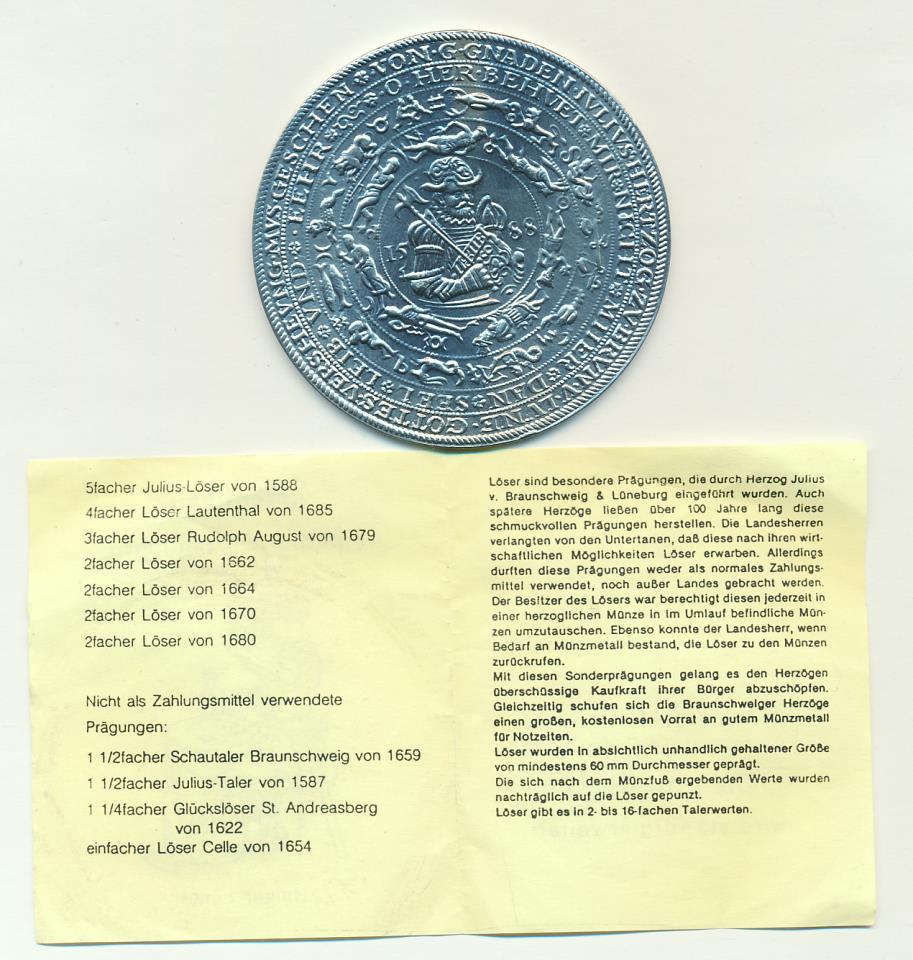 VON·G·GNADEN·IVLIVS·HERTZOG·ZVBRVNV·LVNE·GOTTES·VERSHEVNG·MVS·GESCHEN
O·HER·BEHVET·MIR·NICHT·MHER·DAN·SEEL·LEIB·VND·EEHR
15 88
5facher Julius-Löser von 1588
4facher Löser Lautenthal von 1685
3facher Löser Rudolph August von 1679
2facher Löser von 1662
2facher Löser von 1664
2facher Löser von 1670
2facher Löser von 1680
Nicht als Zahlungsmittel verwendete
Prägungen:
1 1/2facher Schautaler Braunschweig von 1659
1 1/2facher Julius-Taler von 1587
1 1/4facher Glückslöser St. Andreasberg
von 1622
einfacher Löser Celle von 1654
Löser sind besondere Prägungen, die durch Herzog Julius
v. Braunschweig & Lüneburg eingeführt wurden. Auch
spätere Herzöge ließen über 100 Jahre lang diese
schmuckvollen Prägungen herstellen. Die Landesherren
verlangten von den Untertanen, daß diese nach ihren wirt-
schaftlichen Möglichkeiten Löser erwarben. Allerdings
durften diese Prägungen weder als normales Zahlungs-
mittel verwendet, noch außer Landes gebracht werden.
Der Besitzer des Lösers war berechtigt diesen jederzeit in
einer herzoglichen Münze in im Umlauf befindliche Mün-
zen umzutauschen. Ebenso konnte der Landesherr, wenn
Bedarf an Münzmetall bestand, die Löser zu den Münzen
zurückrufen.
Mit diesen Sonderprägungen gelang es den Herzögen
überschüssige Kaufkraft ihrer Bürger abzuschöpfen.
Gleichzeitig schufen sich die Braunschweiger Herzöge
einen großen, kostenlosen Vorrat an gutem Münzmetall
für Notzeiten.
Löser wurden in absichtlich unhandlich gehaltener Größe
von mindestens 60 mm Durchmesser geprägt.
Die sich nach dem Münzfuß ergebenden Werte wurden
nachträglich auf die Löser gepunzt.
Löser gibt es in 2- bis 16-fachen Talerwerten.